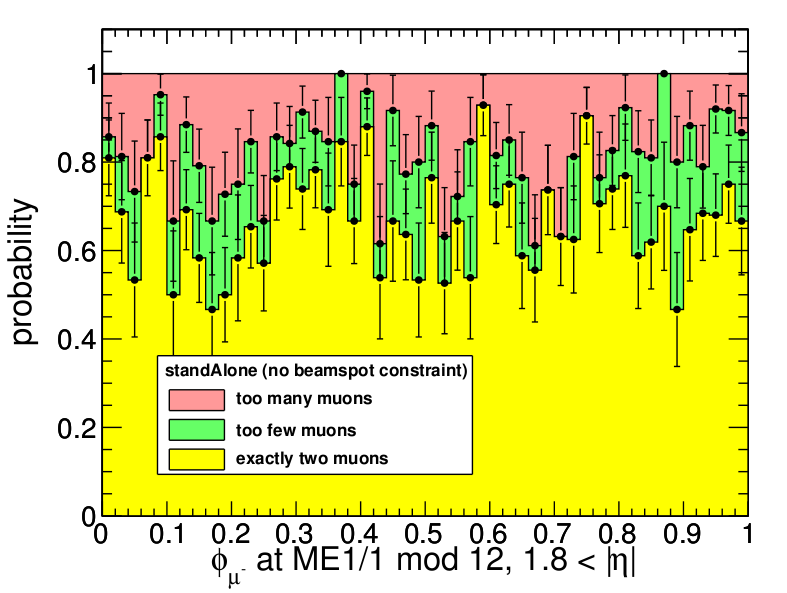 probability
1
0.8
0.6
0.4
0.2
0
standAlone (no beamspot constraint)
too many muons
too few muons
exactly two muons
0 0.1 0.2 0.3 0.4 0.5 0.6 0.7 0.8 0.9 1
ϕμ- at ME1/1 mod 12, 1.8 < |η|